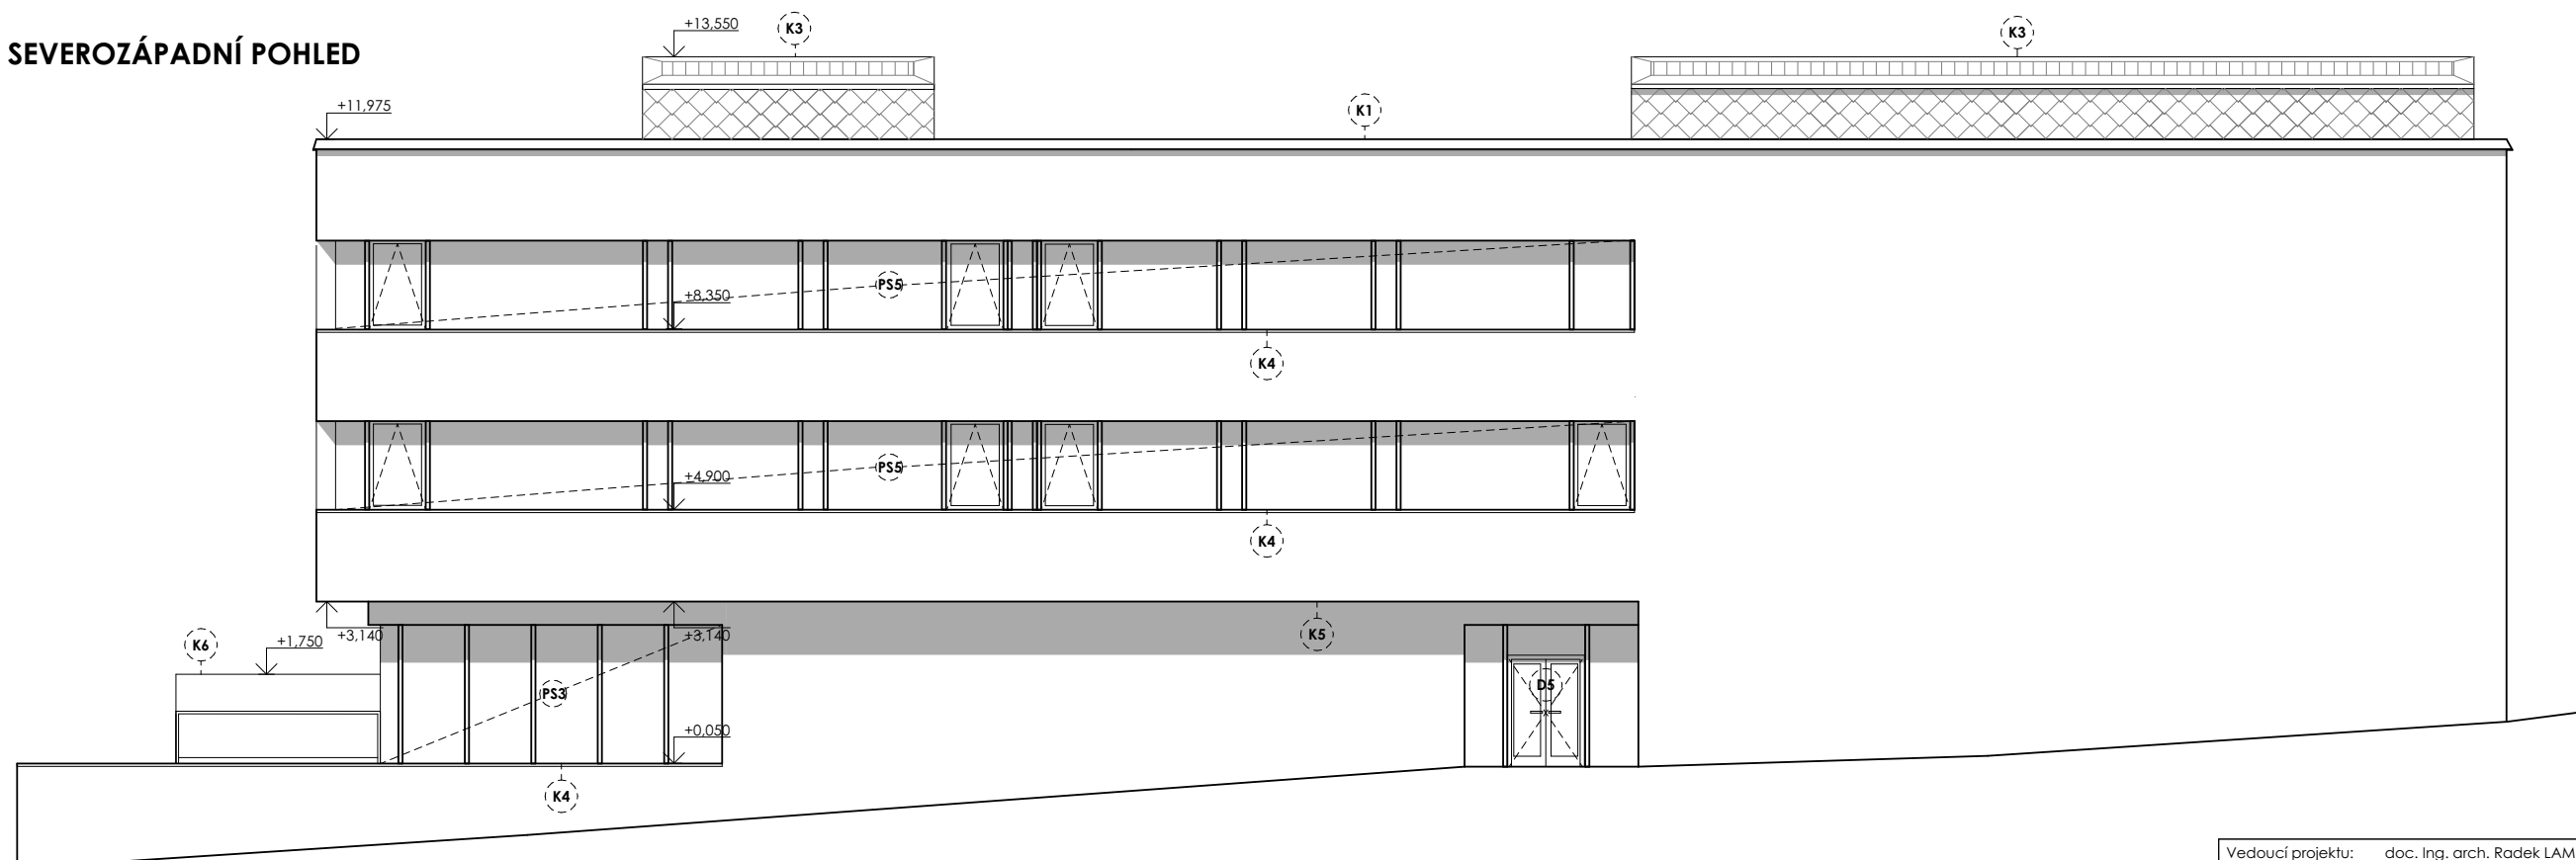 SEVEROZÁPADNÍ POHLED
+13,550
K3
K3
+11,975
K1
PS5
+8,350
K4
PS5
+4,900
K4
+3,140
+3,140
K5
K6
+1,750
PS3
D5
+0,050
K4
Vedoucí projektu: doc. Ing. arch. Radek LAM